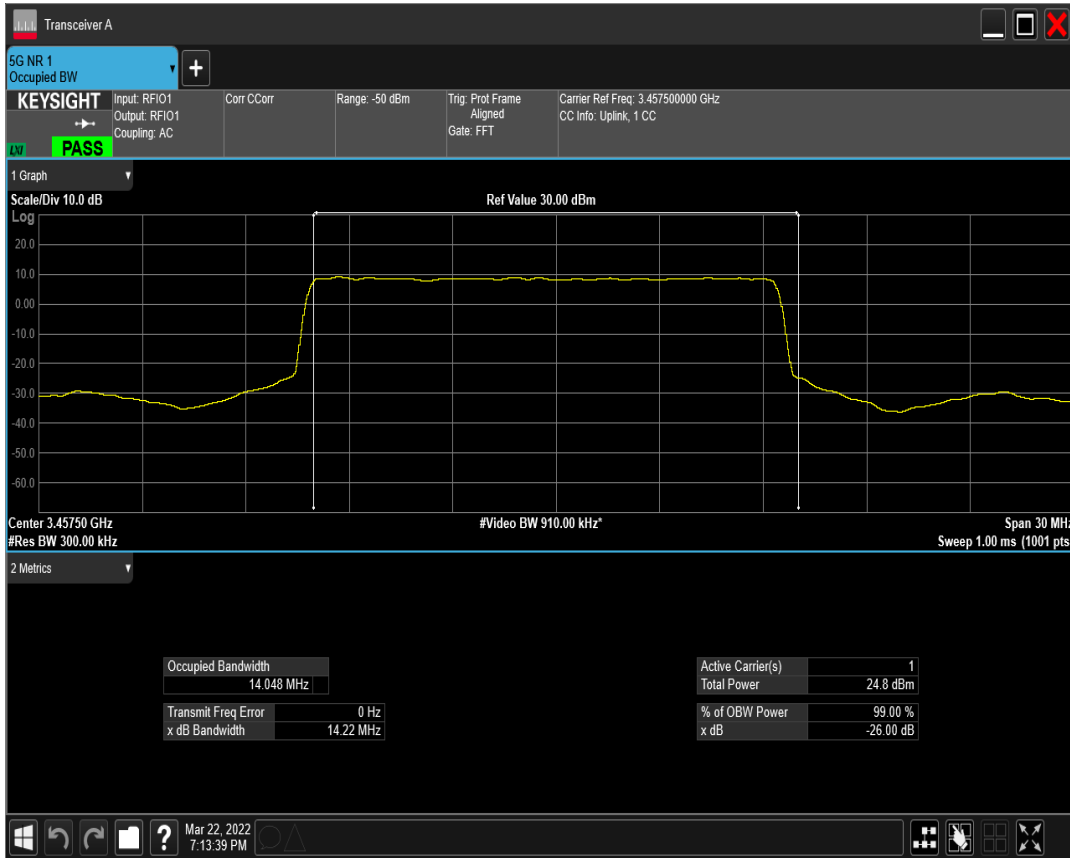 Transceiver A
5G NR 1
Occupied BW
KEYSIGHT
LXI
PASS
Input: RFIO1
Output: RFIO1
Coupling: AC
Corr CCorr
Range: -50 dBm
Trig: Prot Frame
Aligned
Gate: FFT
Carrier Ref Freq: 3.457500000 GHz
CC Info: Uplink, 1 CC
1 Graph
Scale/Div 10.0 dB
Ref Value 30.00 dBm
Log
20.0
10.0
0.00
-10.0
-20.0
-30.0
-40.0
-50.0
-60.0
Center 3.45750 GHz
#Video BW 910.00 kHz*
Span 30 MHz
#Res BW 300.00 kHz
Sweep 1.00 ms (1001 pts
2 Metrics
Occupied Bandwidth
14.048 MHz
Transmit Freq Error 0 Hz
x dB Bandwidth 14.22 MHz
Active Carrier(s) 1
Total Power 24.8 dBm
% of OBW Power 99.00 %
x dB -26.00 dB
?
Mar 22, 2022
7:13:39 PM